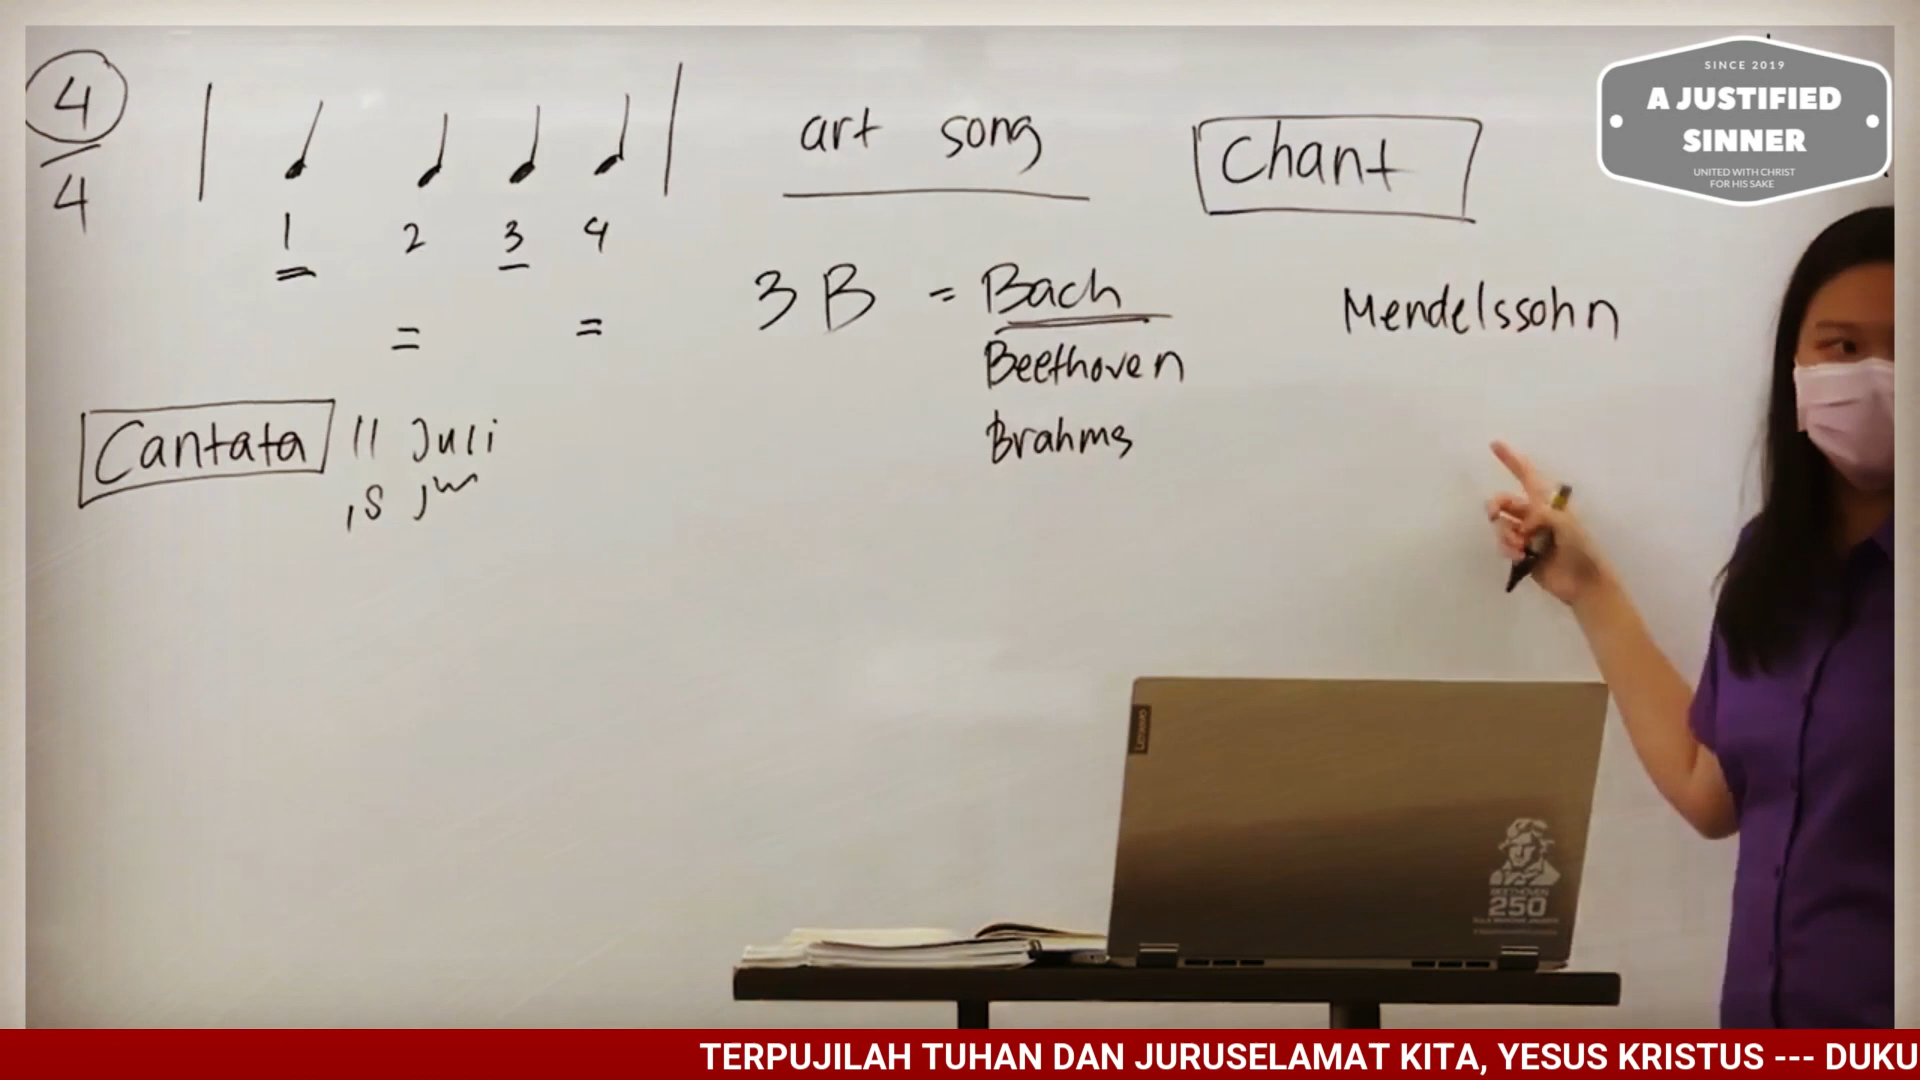 4
4
1 2 3 4
art song
Chant
3 B = Bach
Beethoven
Brahms
Mendelssohn
Cantata 11 Juli
SINCE 2019
A JUSTIFIED
SINNER
UNITED WITH CHRIST
FOR HIS SAKE
Lenovo
BEETHOVEN
250
TERPUJILAH TUHAN DAN JURUSELAMAT KITA, YESUS KRISTUS --- DUKU